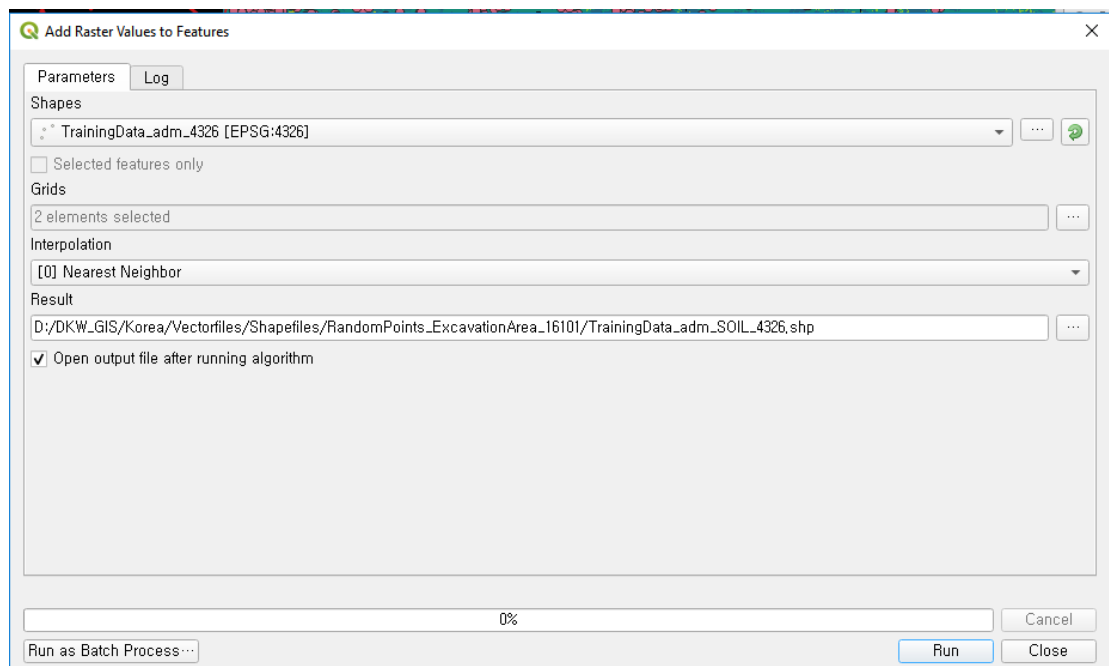 Add Raster Values to Features
Parameters Log
Shapes
TrainingData_adm_4326 [EPSG:4326]
...
Selected features only
Grids
2 elements selected
...
Interpolation
[0] Nearest Neighbor
Result
D:/DKW_GIS/Korea/Vectorfiles/Shapefiles/RandomPoints_ExcavationArea_16101/TrainingData_adm_SOIL_4326.shp
...
Open output file after running algorithm
0%
Cancel
Run as Batch Process... Run Close